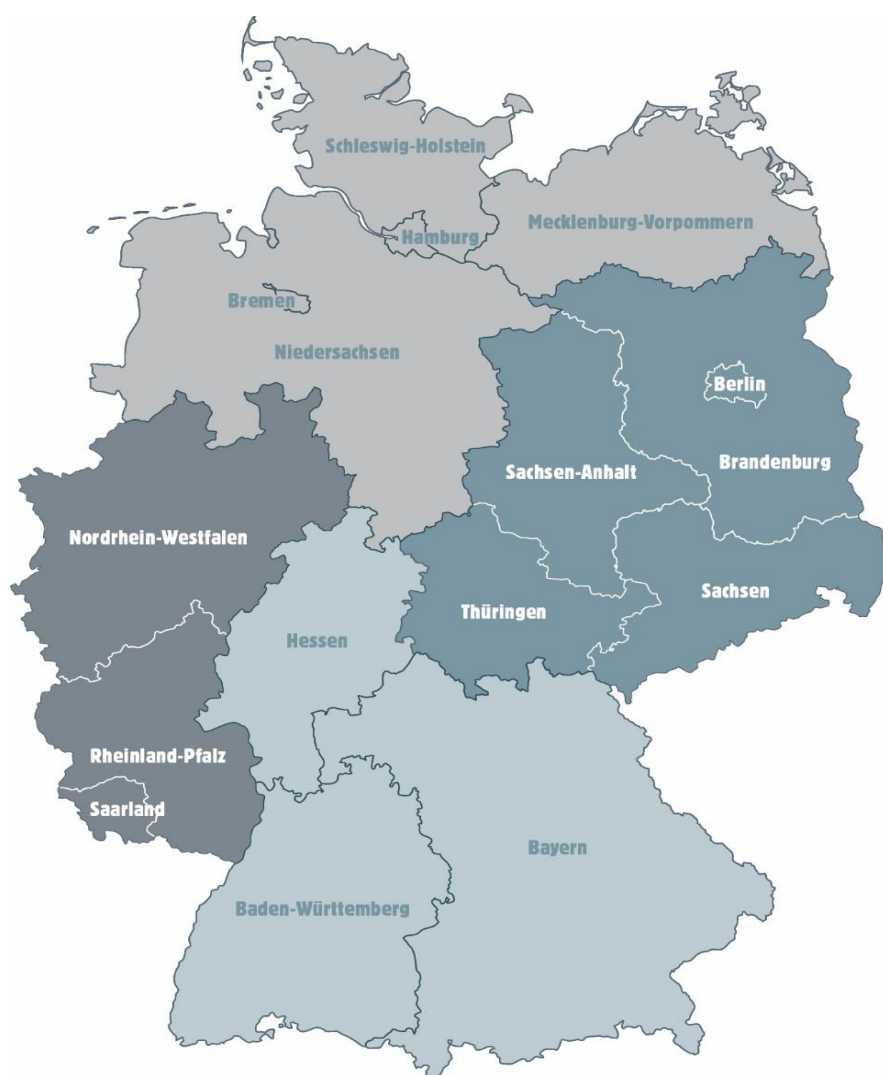 Schleswig-Holstein
Mecklenburg-Vorpommern
Hamburg
Bremen
Niedersachsen
Berlin
Brandenburg
Sachsen-Anhalt
Nordrhein-Westfalen
Sachsen
Thüringen
Hessen
Rheinland-Pfalz
Saarland
Bayern
Baden-Württemberg